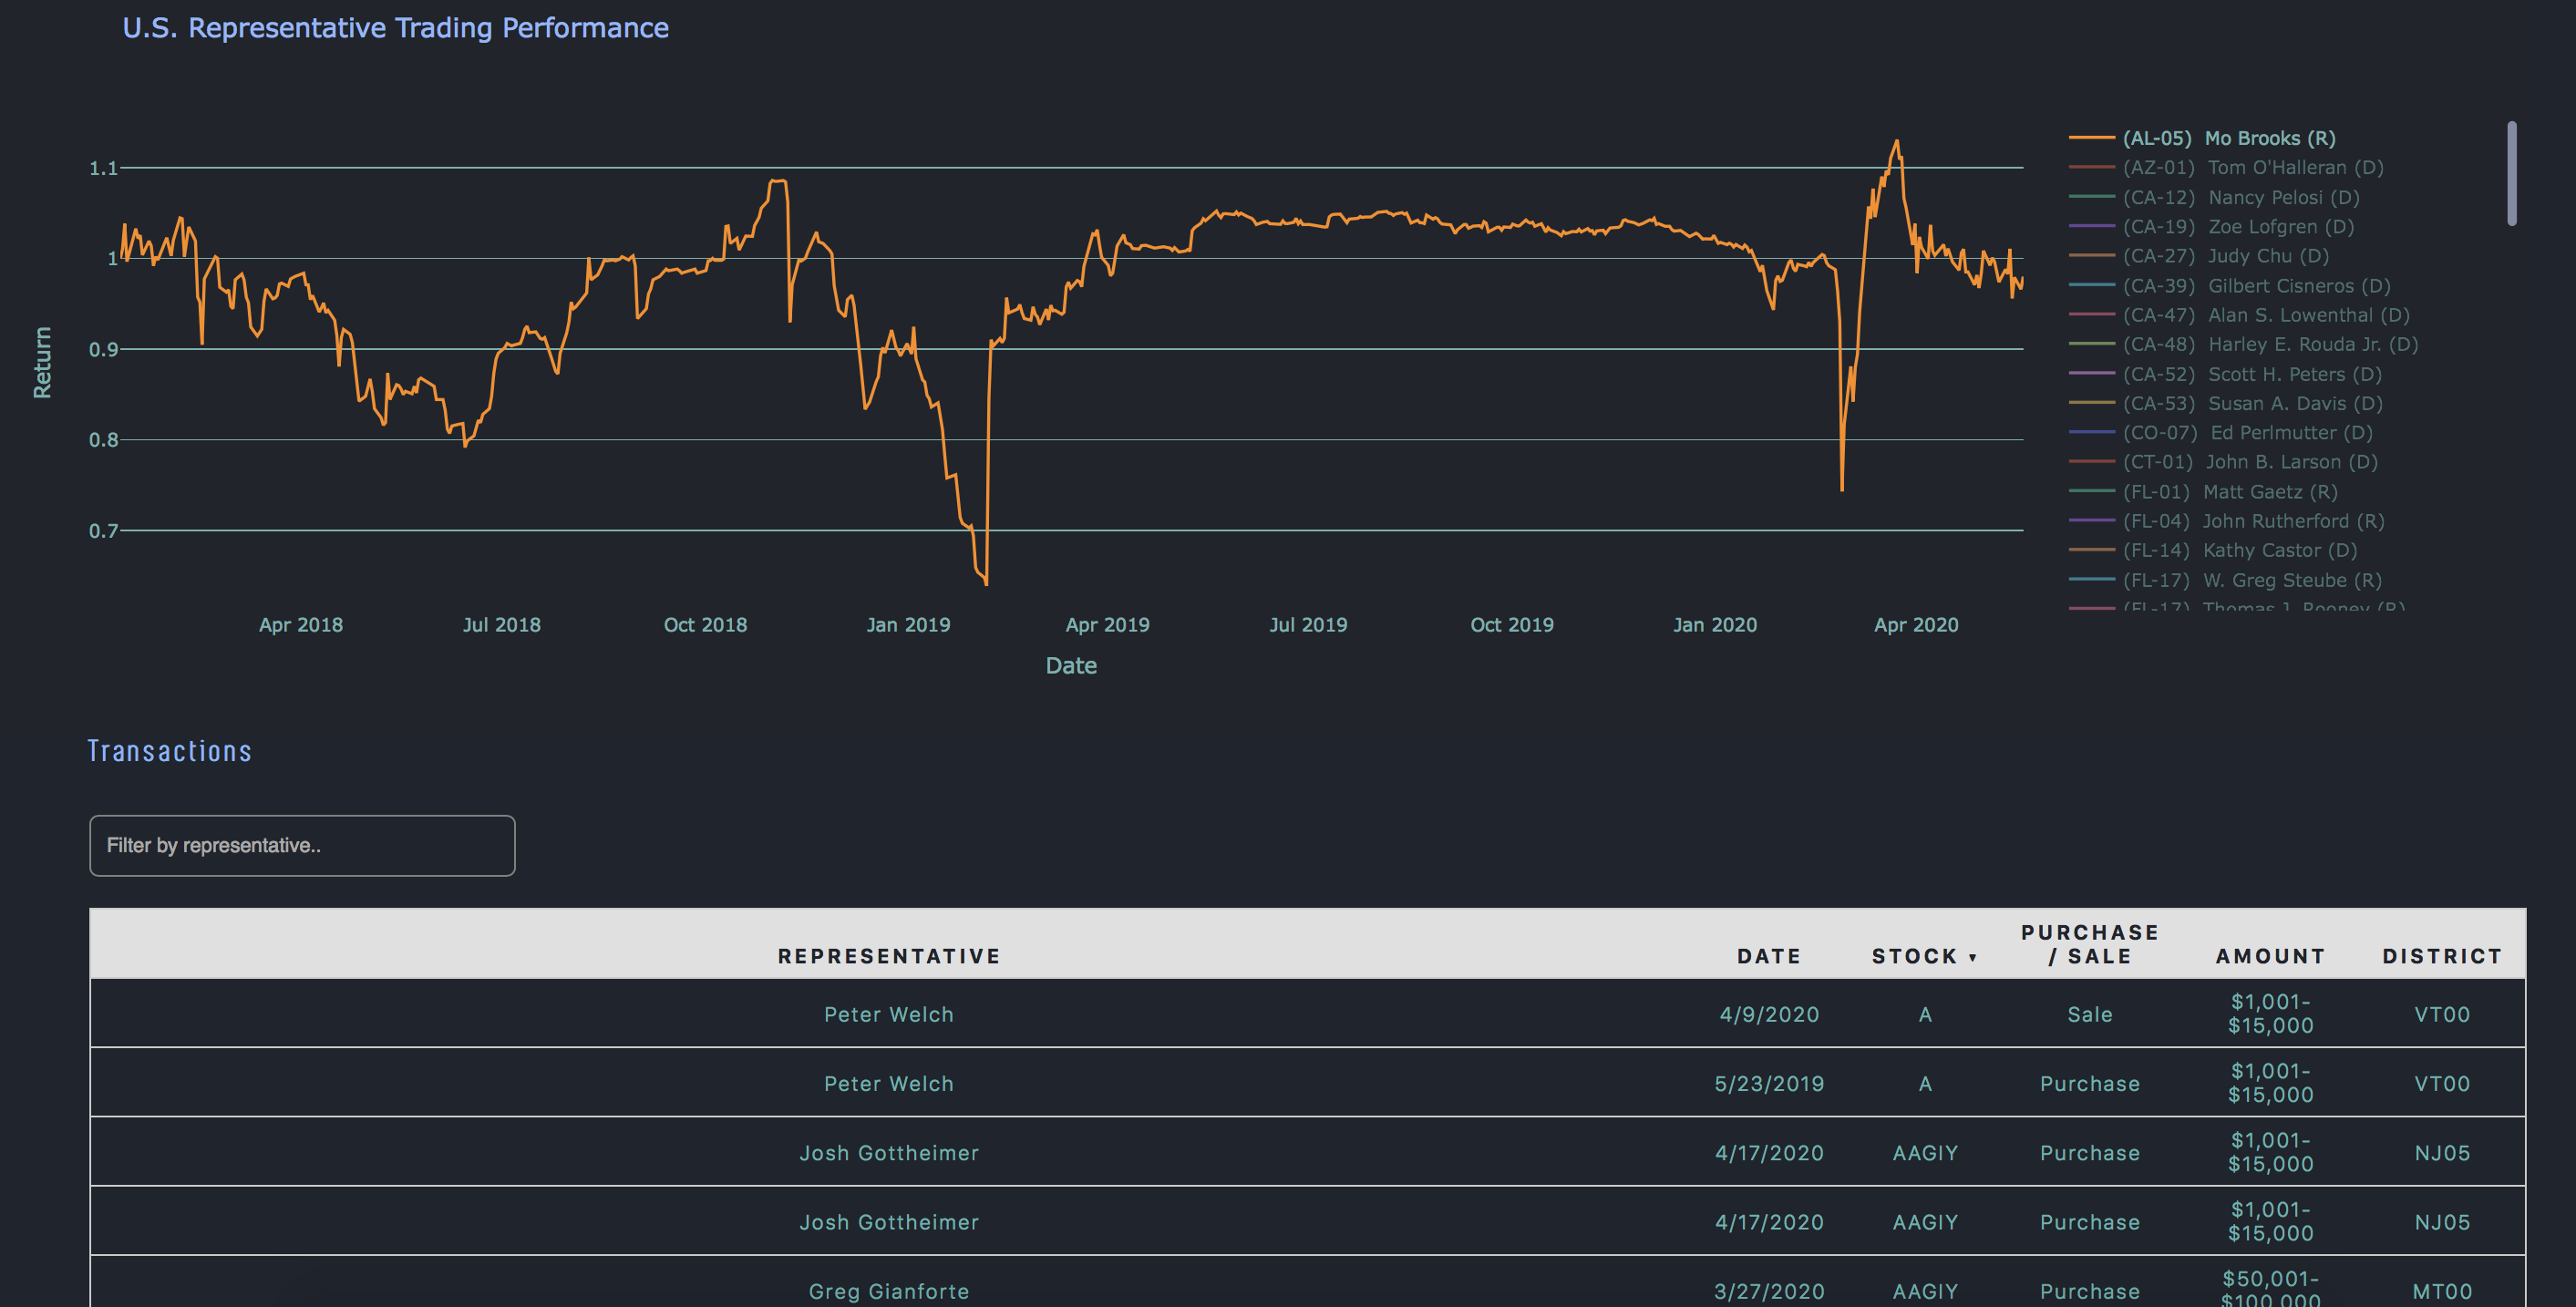 U.S. Representative Trading Performance
1.1
1
0.9
0.8
0.7
Return
Apr 2018 Jul 2018 Oct 2018 Jan 2019 Apr 2019 Jul 2019 Oct 2019 Jan 2020 Apr 2020
Date
(AL-05) Mo Brooks (R)
(AZ-01) Tom O'Halleran (D)
(CA-12) Nancy Pelosi (D)
(CA-19) Zoe Lofgren (D)
(CA-27) Judy Chu (D)
(CA-39) Gilbert Cisneros (D)
(CA-47) Alan S. Lowenthal (D)
(CA-48) Harley E. Rouda Jr. (D)
(CA-52) Scott H. Peters (D)
(CA-53) Susan A. Davis (D)
(CO-07) Ed Perlmutter (D)
(CT-01) John B. Larson (D)
(FL-01) Matt Gaetz (R)
(FL-04) John Rutherford (R)
(FL-14) Kathy Castor (D)
(FL-17) W. Greg Steube (R)
(FL-17) Thomas J. Rooney (R)
Transactions
Filter by representative..
REPRESENTATIVE DATE STOCK ▼ PURCHASE / SALE AMOUNT DISTRICT
Peter Welch 4/9/2020 A Sale $1,001-$15,000 VT00
Peter Welch 5/23/2019 A Purchase $1,001-$15,000 VT00
Josh Gottheimer 4/17/2020 AAGIY Purchase $1,001-$15,000 NJ05
Josh Gottheimer 4/17/2020 AAGIY Purchase $1,001-$15,000 NJ05
Greg Gianforte 3/27/2020 AAGIY Purchase $50,001-$100,000 MT00